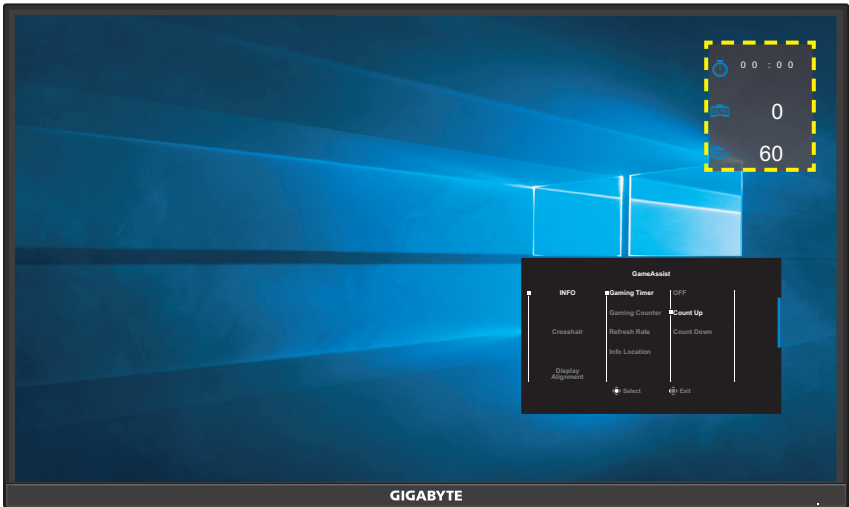 00 :00
0
60
GameAssist
INFO Gaming Timer OFF
Gaming Counter Count Up
Crosshair Refresh Rate Count Down
Info Location
Display
Alignment
Select Exit
GIGABYTE